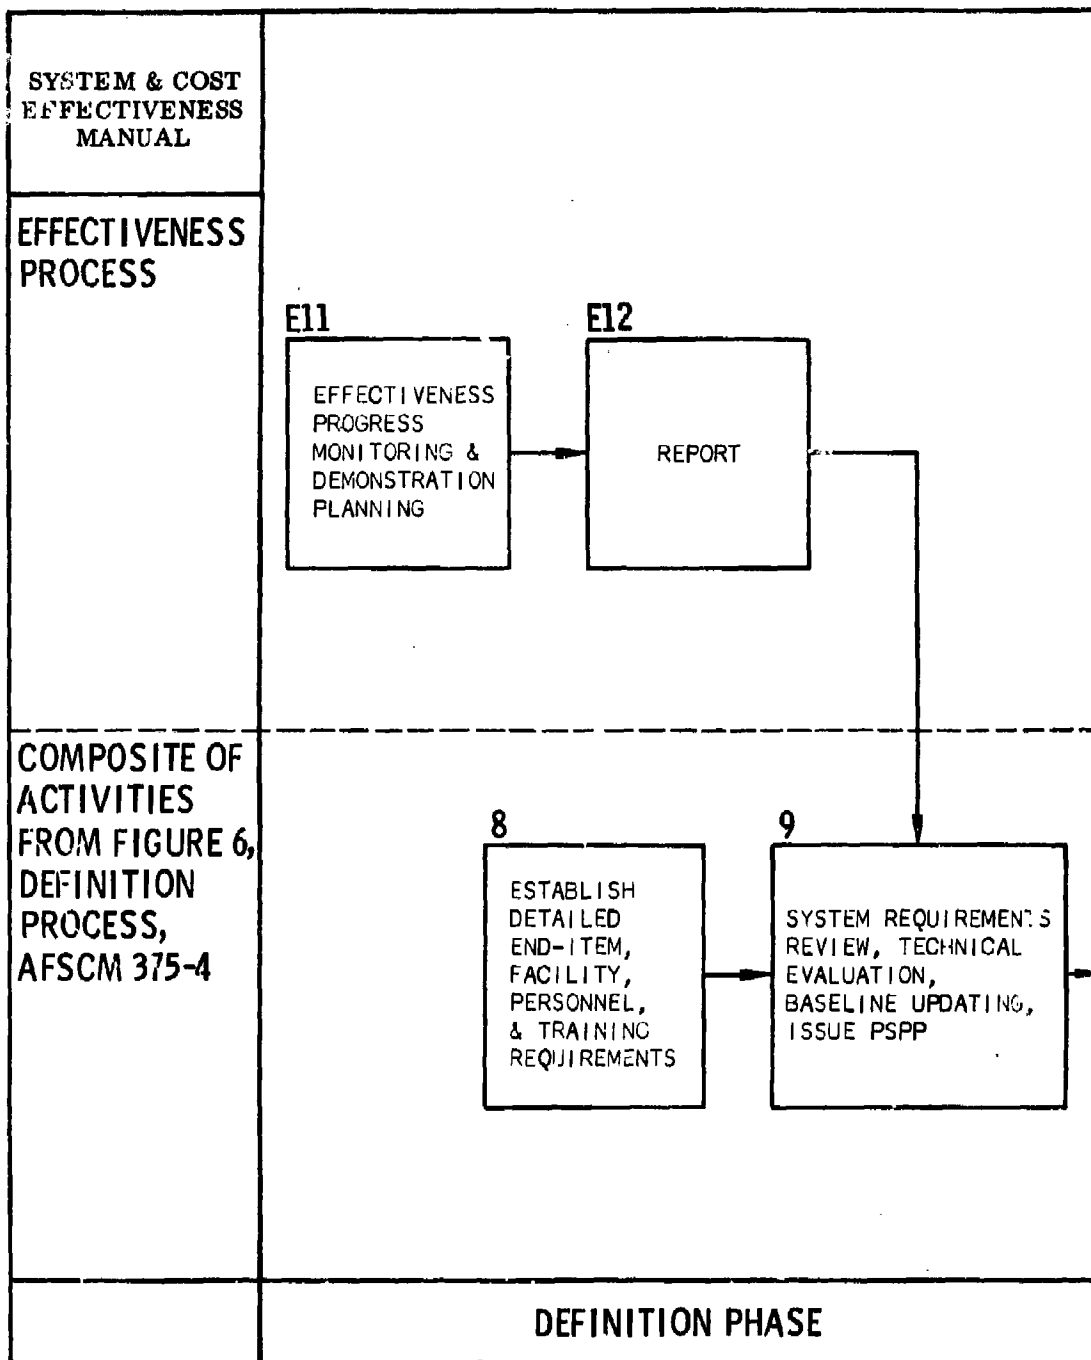 SYSTEM & COST
EFFECTIVENESS
MANUAL
EFFECTIVENESS
PROCESS
E11
EFFECTIVENESS
PROGRESS
MONITORING &
DEMONSTRATION
PLANNING
E12
REPORT
COMPOSITE OF
ACTIVITIES
FROM FIGURE 6,
DEFINITION
PROCESS,
AFSCM 375-4
8
ESTABLISH
DETAILED
END-ITEM,
FACILITY,
PERSONNEL,
& TRAINING
REQUIREMENTS
9
SYSTEM REQUIREMENTS
REVIEW, TECHNICAL
EVALUATION,
BASELINE UPDATING,
ISSUE PSPP
DEFINITION PHASE